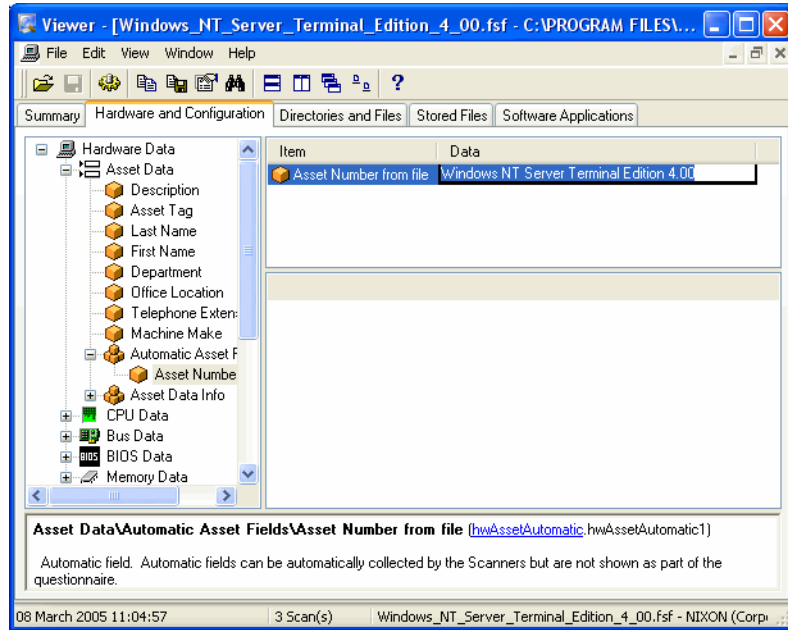 Viewer - [Windows_NT_Server_Terminal_Edition_4_00.fsf - C:\PROGRAM FILES\...
File Edit View Window Help
Summary Hardware and Configuration Directories and Files Stored Files Software Applications
Hardware Data
Asset Data
Description
Asset Tag
Last Name
First Name
Department
Office Location
Telephone Exten
Machine Make
Automatic Asset F
Asset Numbe
Asset Data Info
CPU Data
Bus Data
BIOS BIOS Data
Memory Data
Item Data
Asset Number from file Windows NT Server Terminal Edition 4.00
Asset Data\Automatic Asset Fields\Asset Number from file (hwAssetAutomatic.hwAssetAutomatic1)
Automatic field. Automatic fields can be automatically collected by the Scanners but are not shown as part of the
questionnaire.
08 March 2005 11:04:57 3 Scan(s) Windows_NT_Server_Terminal_Edition_4_00.fsf - NIXON (Corp